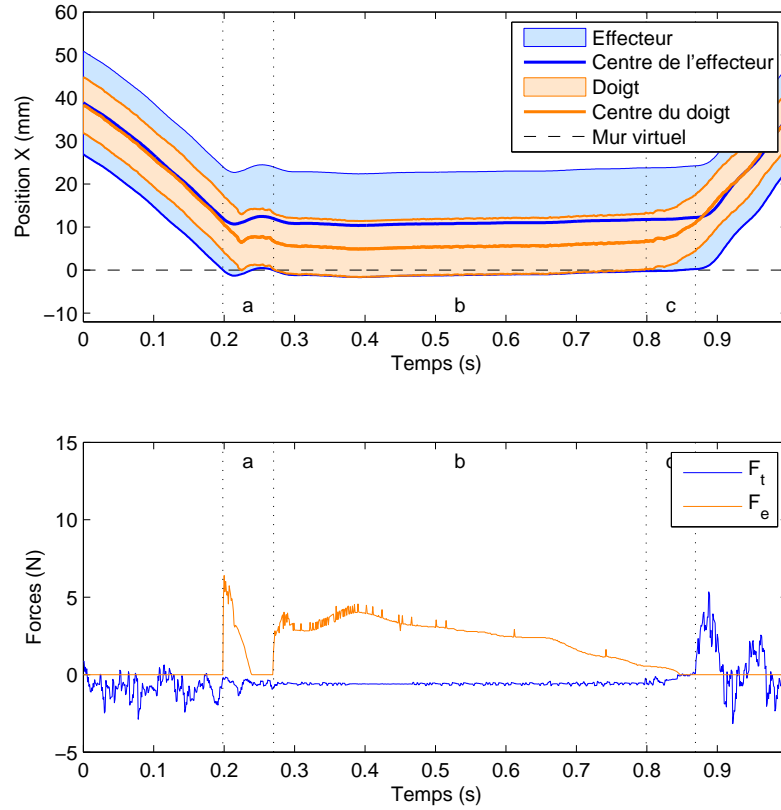 60
50
40
30
20
10
0
−10
Position X (mm)
Effecteur
Centre de l'effecteur
Doigt
Centre du doigt
Mur virtuel
a
b
c
0 0.1 0.2 0.3 0.4 0.5 0.6 0.7 0.8 0.9
Temps (s)
15
10
5
0
−5
Forces (N)
a
b
c
F_t
F_e
0 0.1 0.2 0.3 0.4 0.5 0.6 0.7 0.8 0.9
Temps (s)